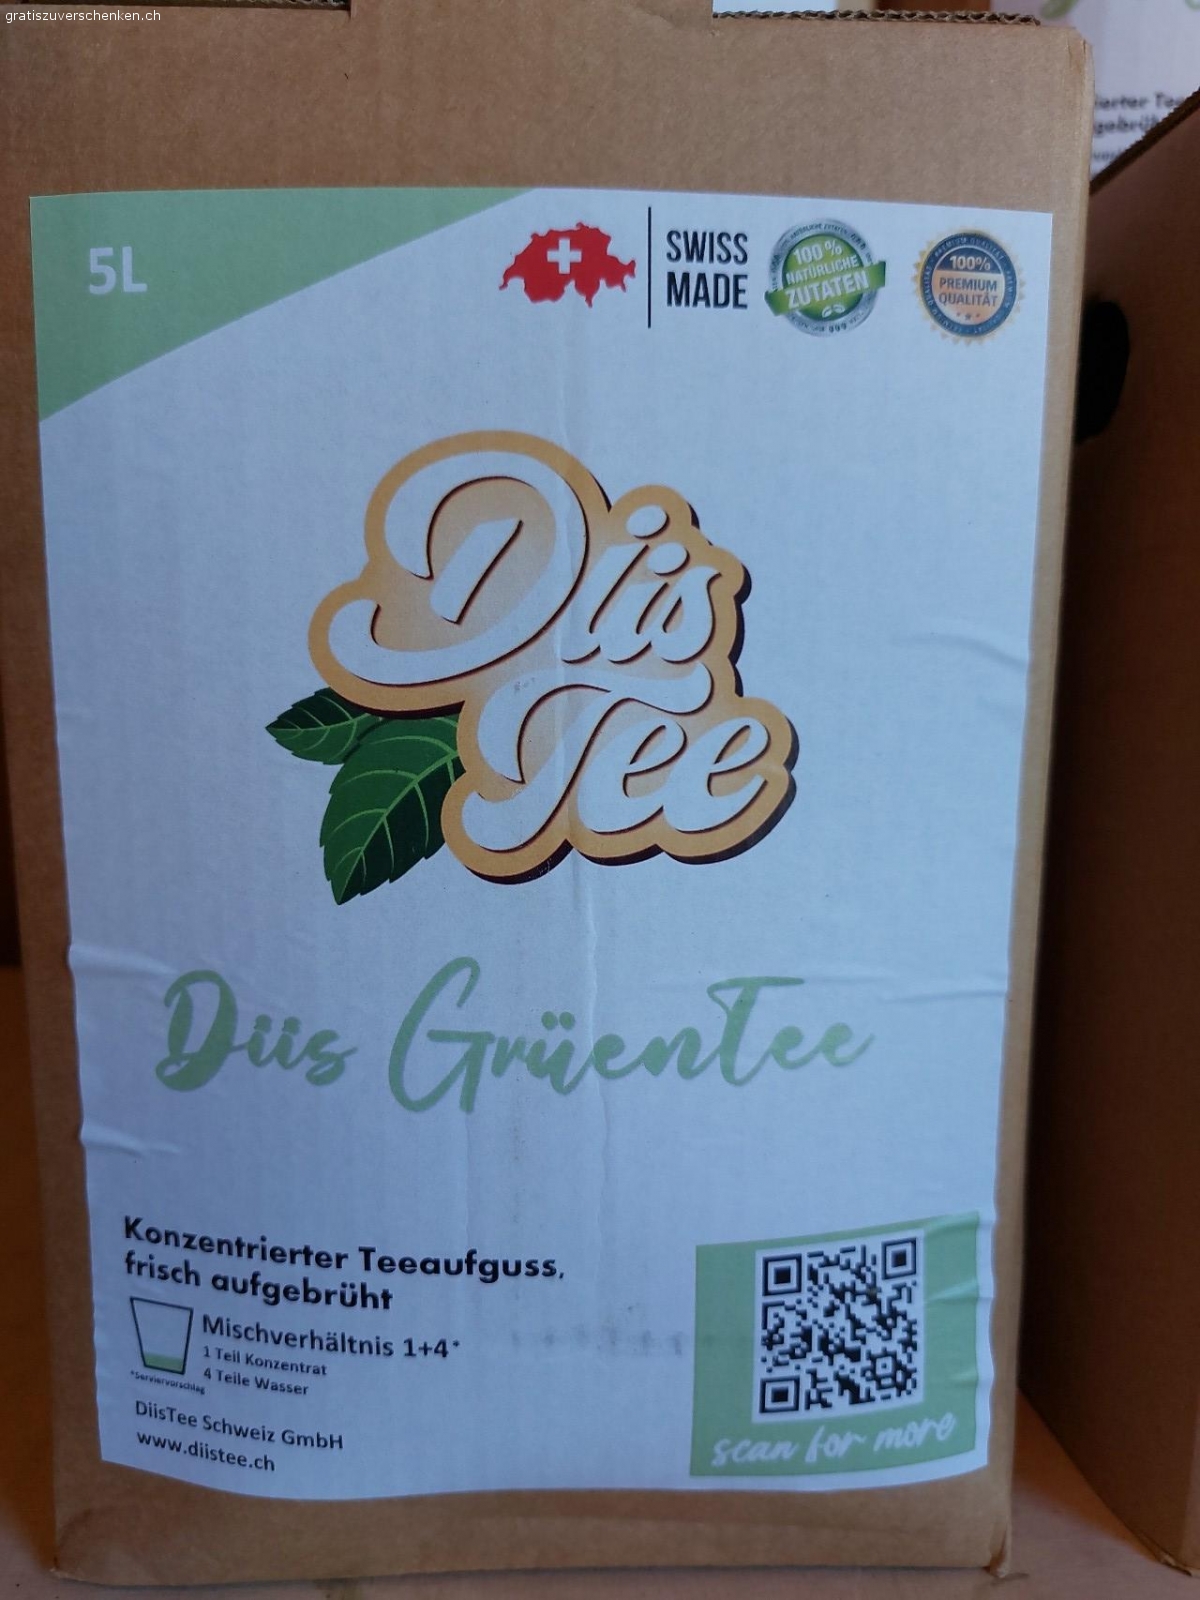 gratiszuverschenken.ch
5L
SWISS
MADE
100 %
NATÜRLICHE
ZUTATEN
100%
PREMIUM
QUALITÄT
Diis
Tee
Diis GrüenTee
Konzentrierter Teeaufguss,
frisch aufgebrüht
Mischverhältnis 1+4*
1 Teil Konzentrat
4 Teile Wasser
*Serviervorschlag
DiisTee Schweiz GmbH
www.diistee.ch
scan for more